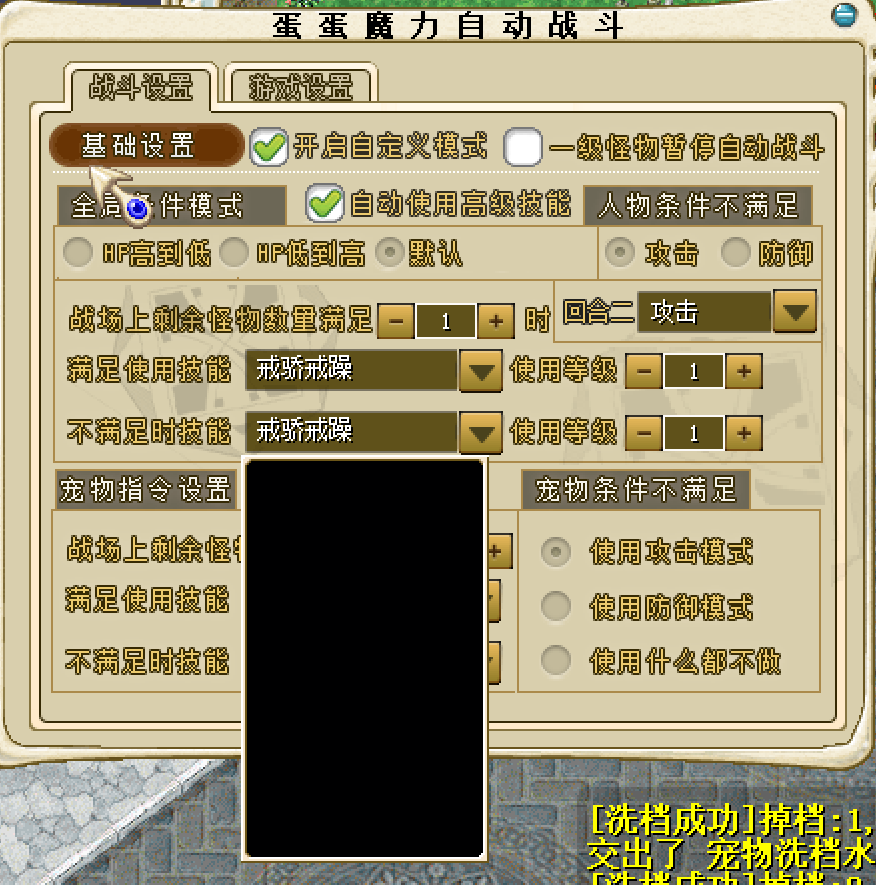 蛋蛋魔力自动战斗
战斗设置 游戏设置
基础设置 开启自定义模式 一级怪物暂停自动战斗
全局条件模式 自动使用高级技能 人物条件不满足
HP高到低 HP低到高 默认 攻击 防御
战场上剩余怪物数量满足 - 1 + 时 回合二 攻击
满足使用技能 戒骄戒躁 使用等级 - 1 +
不满足时技能 戒骄戒躁 使用等级 - 1 +
宠物指令设置 宠物条件不满足
战场上剩余怪 + 使用攻击模式
满足使用技能 使用防御模式
不满足时技能 使用什么都不做
[洗档成功]掉档:1,
交出了 宠物洗档水
[洗档成功]掉档: